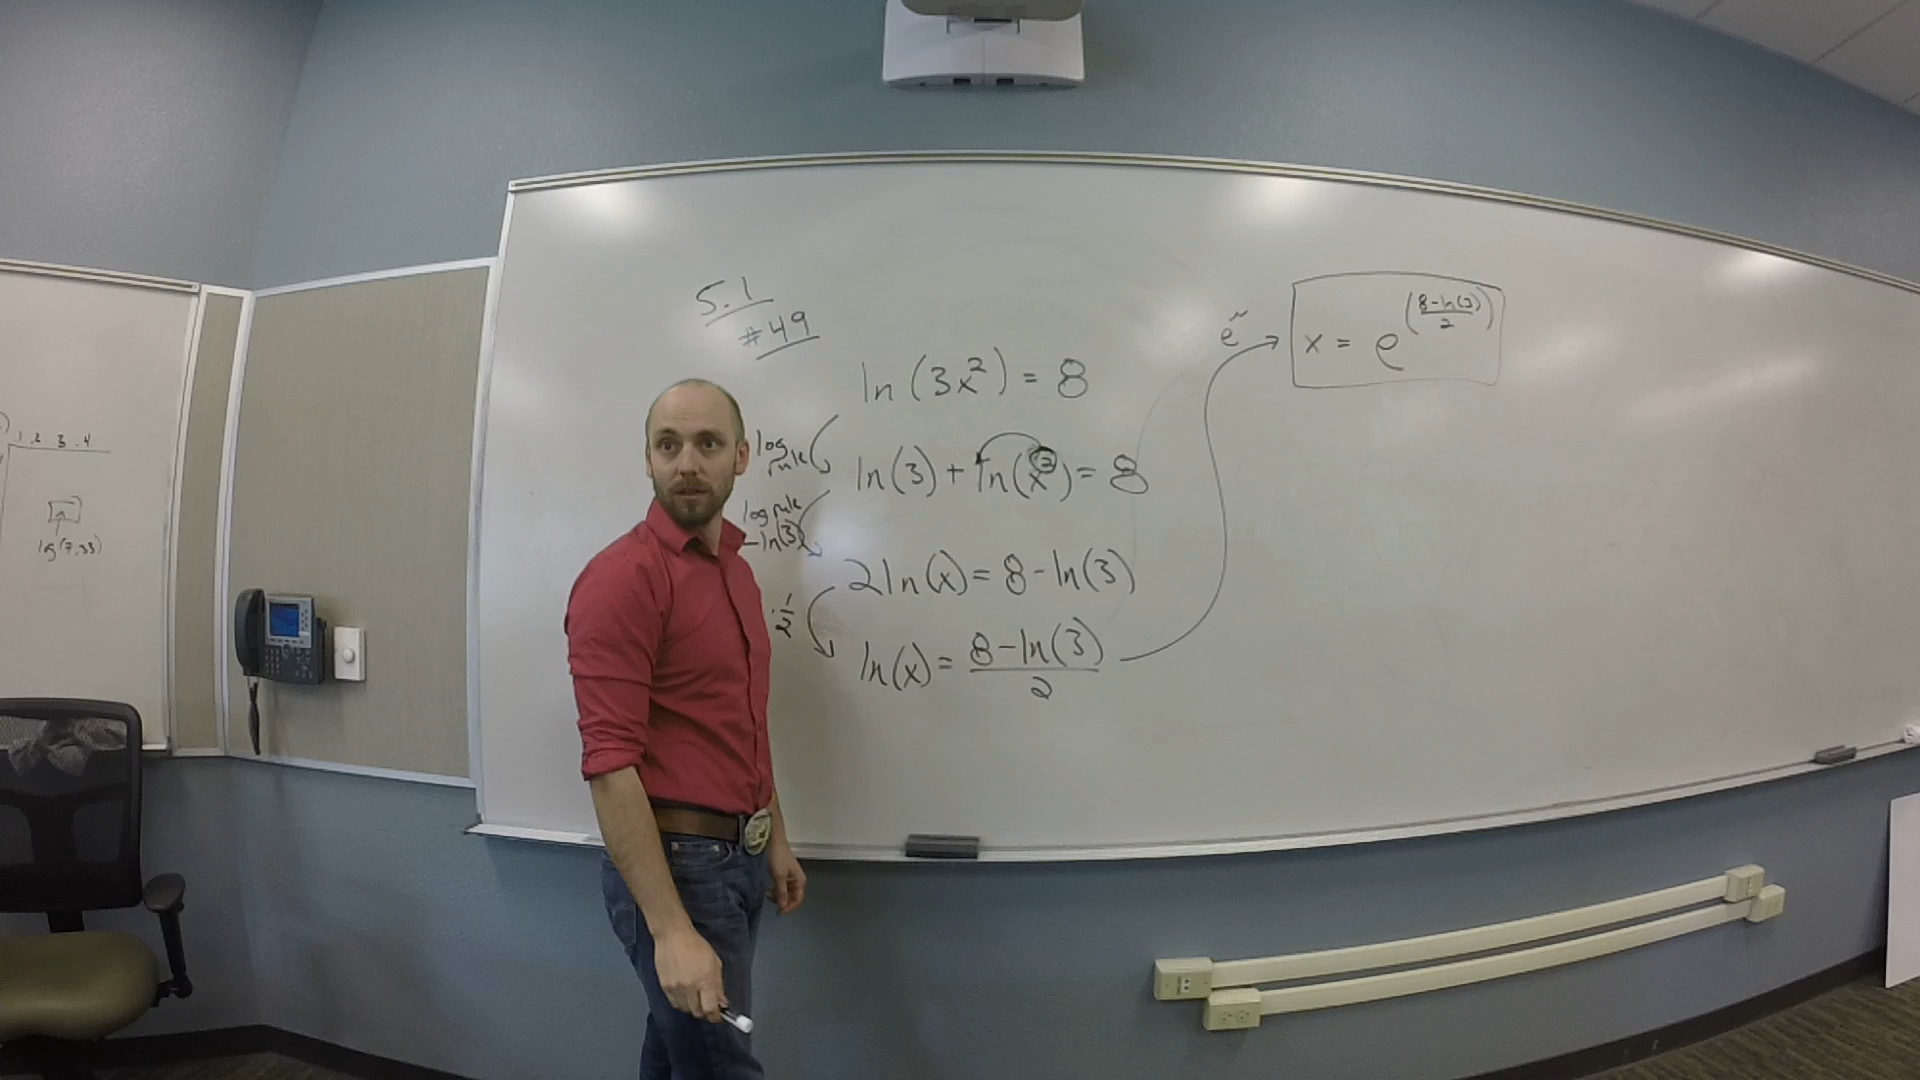 5.1
#49
ln(3x²) = 8
log rule
ln(3) + ln(x²) = 8
log rule
-ln(3)
2ln(x) = 8 - ln(3)
· 1/2
ln(x) = (8 - ln(3))/2
e~
x = e^((8-ln(3))/2)
.1 .2 .3 .4
log(7.33)